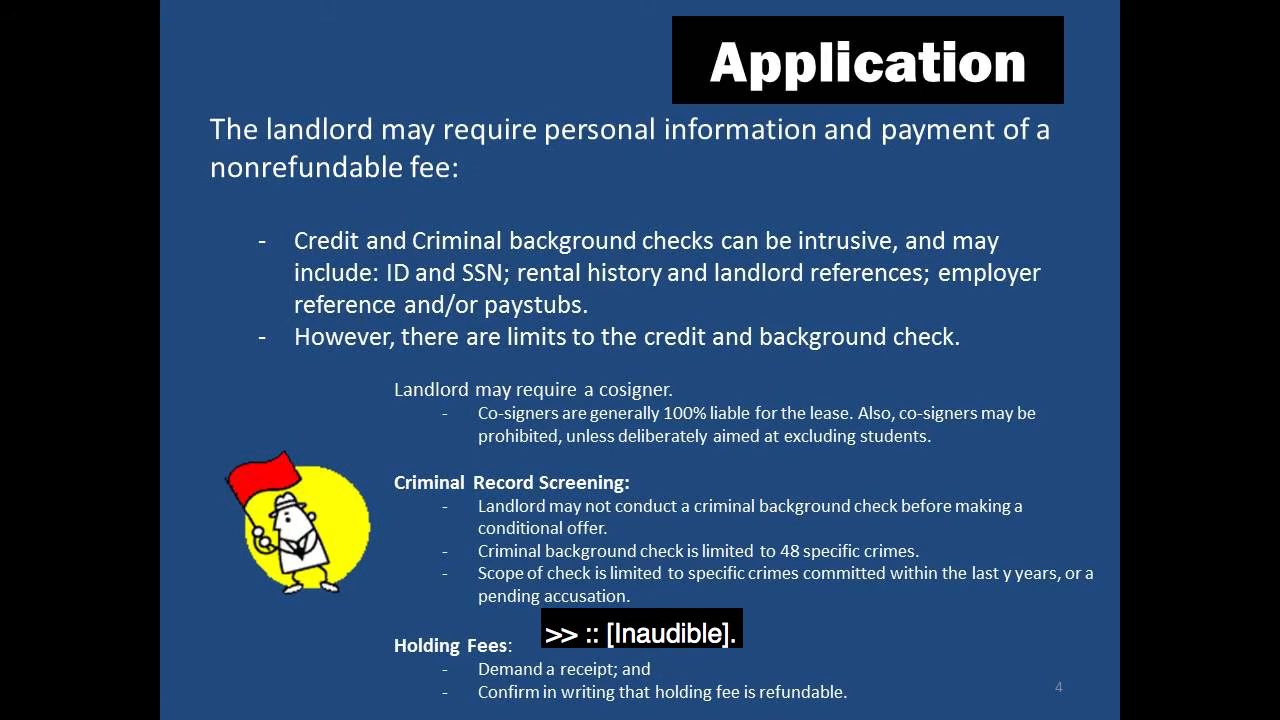 Application
The landlord may require personal information and payment of a
nonrefundable fee:
- Credit and Criminal background checks can be intrusive, and may
include: ID and SSN; rental history and landlord references; employer
reference and/or paystubs.
- However, there are limits to the credit and background check.
Landlord may require a cosigner.
- Co-signers are generally 100% liable for the lease. Also, co-signers may be
prohibited, unless deliberately aimed at excluding students.
Criminal Record Screening:
- Landlord may not conduct a criminal background check before making a
conditional offer.
- Criminal background check is limited to 48 specific crimes.
- Scope of check is limited to specific crimes committed within the last y years, or a
pending accusation.
>> :: [Inaudible].
Holding Fees:
- Demand a receipt; and
- Confirm in writing that holding fee is refundable.
4